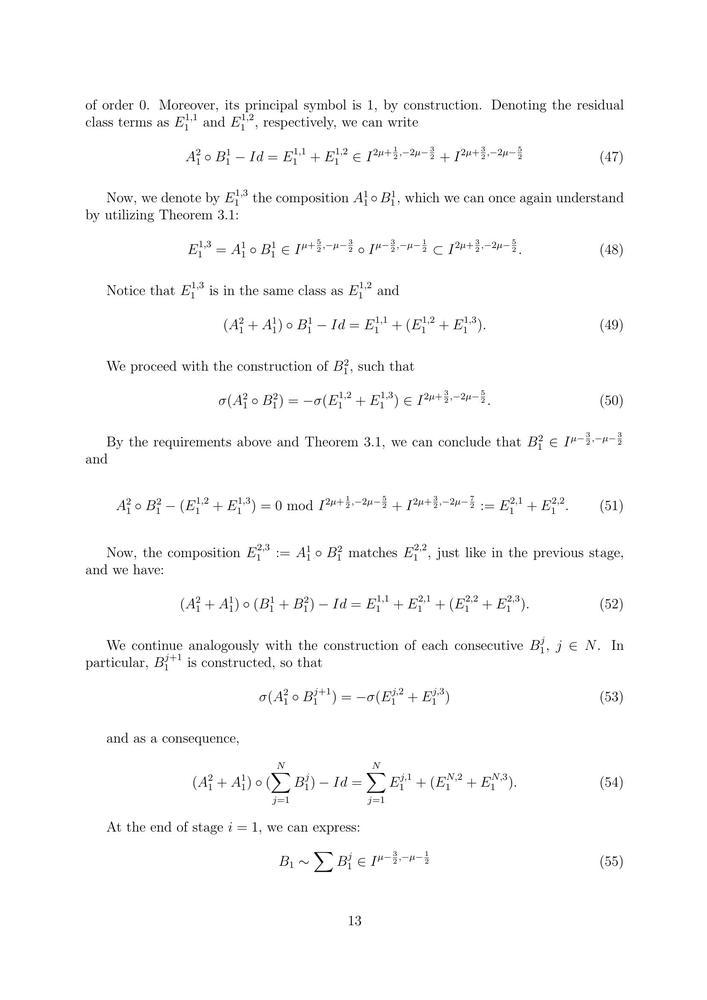 of order 0. Moreover, its principal symbol is 1, by construction. Denoting the residual
class terms as $E_1^{1,1}$ and $E_1^{1,2}$, respectively, we can write
$A_1^2 \circ B_1^1 - Id = E_1^{1,1} + E_1^{1,2} \in I^{2\mu+\frac{1}{2},-2\mu-\frac{3}{2}} + I^{2\mu+\frac{3}{2},-2\mu-\frac{5}{2}}$ (47)
Now, we denote by $E_1^{1,3}$ the composition $A_1^1 \circ B_1^1$, which we can once again understand
by utilizing Theorem 3.1:
$E_1^{1,3} = A_1^1 \circ B_1^1 \in I^{\mu+\frac{5}{2},-\mu-\frac{3}{2}} \circ I^{\mu-\frac{3}{2},-\mu-\frac{1}{2}} \subset I^{2\mu+\frac{3}{2},-2\mu-\frac{5}{2}}.$ (48)
Notice that $E_1^{1,3}$ is in the same class as $E_1^{1,2}$ and
$(A_1^2 + A_1^1) \circ B_1^1 - Id = E_1^{1,1} + (E_1^{1,2} + E_1^{1,3}).$ (49)
We proceed with the construction of $B_1^2$, such that
$\sigma(A_1^2 \circ B_1^2) = -\sigma(E_1^{1,2} + E_1^{1,3}) \in I^{2\mu+\frac{3}{2},-2\mu-\frac{5}{2}}.$ (50)
By the requirements above and Theorem 3.1, we can conclude that $B_1^2 \in I^{\mu-\frac{3}{2},-\mu-\frac{3}{2}}$
and
$A_1^2 \circ B_1^2 - (E_1^{1,2} + E_1^{1,3}) = 0 \bmod I^{2\mu+\frac{1}{2},-2\mu-\frac{5}{2}} + I^{2\mu+\frac{3}{2},-2\mu-\frac{7}{2}} := E_1^{2,1} + E_1^{2,2}.$ (51)
Now, the composition $E_1^{2,3} := A_1^1 \circ B_1^2$ matches $E_1^{2,2}$, just like in the previous stage,
and we have:
$(A_1^2 + A_1^1) \circ (B_1^1 + B_1^2) - Id = E_1^{1,1} + E_1^{2,1} + (E_1^{2,2} + E_1^{2,3}).$ (52)
We continue analogously with the construction of each consecutive $B_1^j$, $j \in N$. In
particular, $B_1^{j+1}$ is constructed, so that
$\sigma(A_1^2 \circ B_1^{j+1}) = -\sigma(E_1^{j,2} + E_1^{j,3})$ (53)
and as a consequence,
$(A_1^2 + A_1^1) \circ (\sum_{j=1}^{N} B_1^j) - Id = \sum_{j=1}^{N} E_1^{j,1} + (E_1^{N,2} + E_1^{N,3}).$ (54)
At the end of stage $i = 1$, we can express:
$B_1 \sim \sum B_1^j \in I^{\mu-\frac{3}{2},-\mu-\frac{1}{2}}$ (55)
13